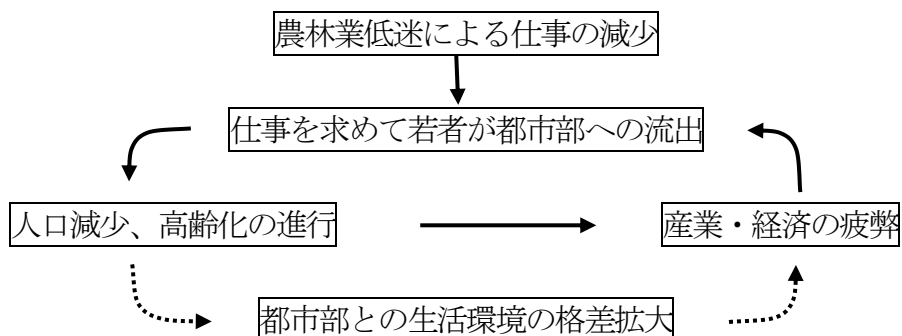 農林業低迷による仕事の減少
仕事を求めて若者が都市部への流出
人口減少、高齢化の進行
産業・経済の疲弊
都市部との生活環境の格差拡大